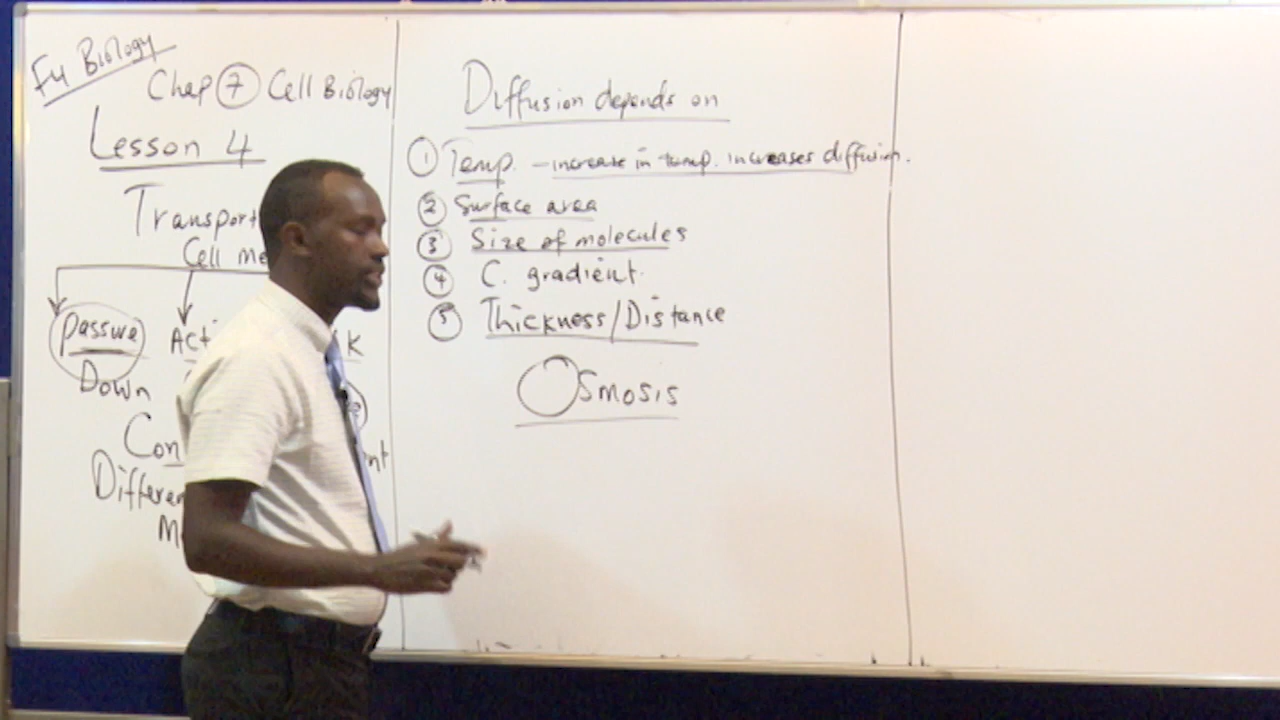 F4 Biology
Chap 7 Cell Biology
Lesson 4
Transport
Cell Me
Passive Acti k
Down
Con nt
Differen
M
Diffusion depends on
1 Temp. - increase in temp. increases diffusion.
2 Surface area
3 Size of molecules
4 C. gradient.
5 Thickness/Distance
Osmosis